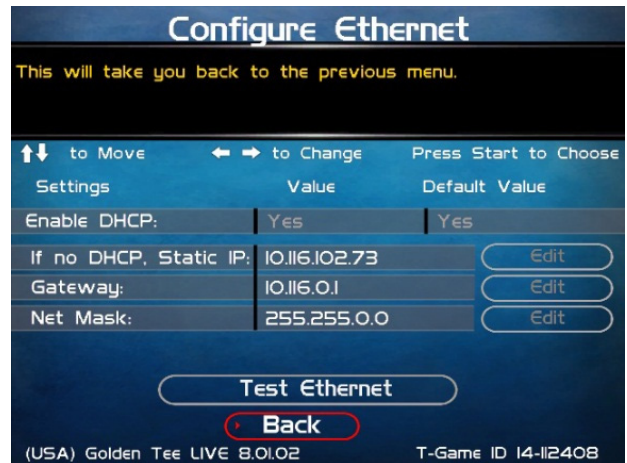 Configure Ethernet
This will take you back to the previous menu.
to Move to Change Press Start to Choose
Settings Value Default Value
Enable DHCP: Yes Yes
If no DHCP, Static IP: 10.116.102.73 Edit
Gateway: 10.116.0.1 Edit
Net Mask: 255.255.0.0 Edit
Test Ethernet
Back
(USA) Golden Tee LIVE 8.01.02 T-Game ID 14-112408